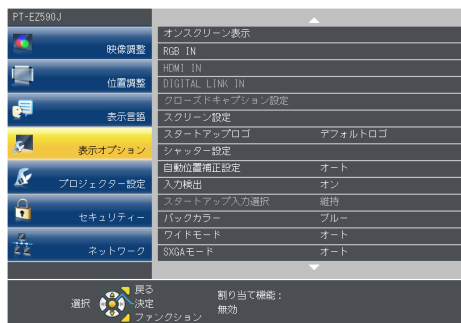 PT-EZ590J
映像調整
位置調整
表示言語
表示オプション
プロジェクター設定
セキュリティー
ネットワーク
オンスクリーン表示
RGB IN
HDMI IN
DIGITAL LINK IN
クローズドキャプション設定
スクリーン設定
スタートアップロゴ デフォルトロゴ
シャッター設定
自動位置補正設定 オート
入力検出 オン
スタートアップ入力選択 維持
バックカラー ブルー
ワイドモード オート
SXGAモード オート
選択
戻る
決定
ファンクション
割り当て機能：
無効